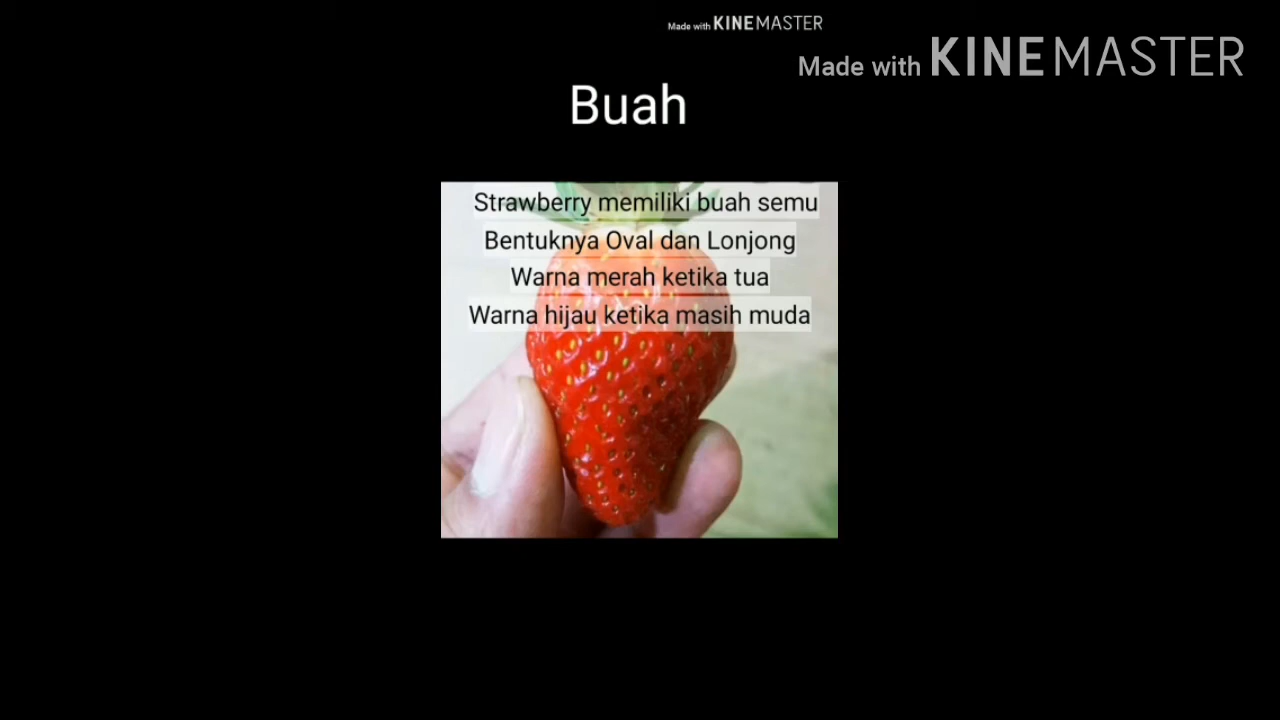 Made with KINEMASTER
Made with KINEMASTER
Buah
Strawberry memiliki buah semu
Bentuknya Oval dan Lonjong
Warna merah ketika tua
Warna hijau ketika masih muda